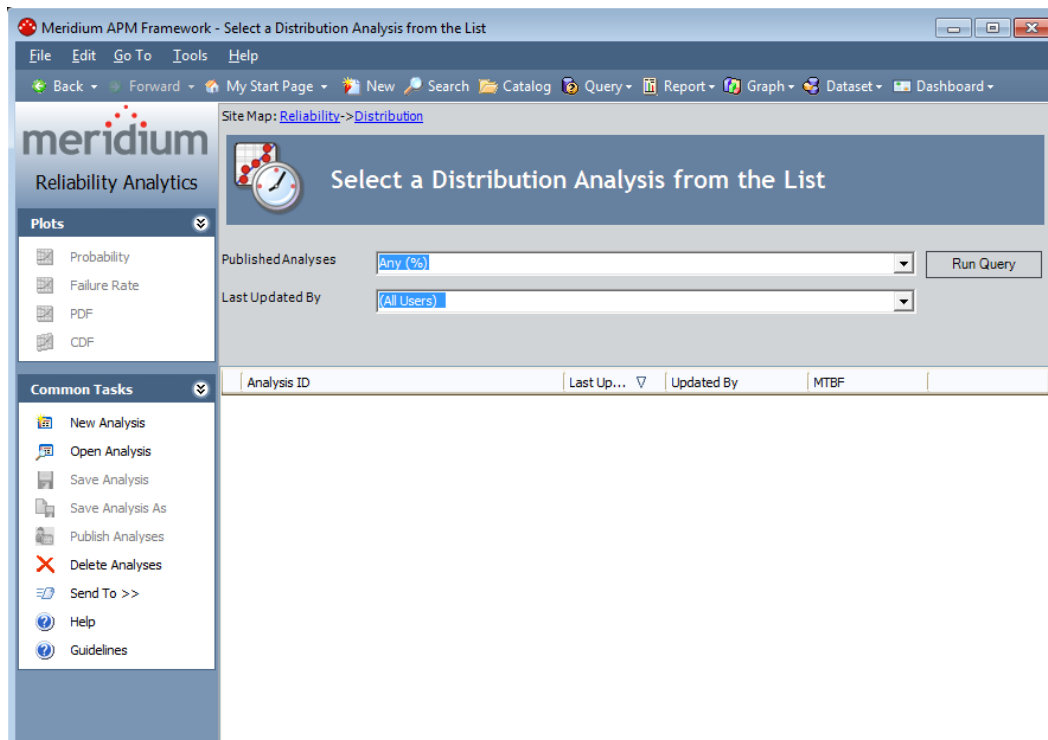 Meridium APM Framework - Select a Distribution Analysis from the List
File Edit Go To Tools Help
Back Forward My Start Page New Search Catalog Query Report Graph Dataset Dashboard
meridium
Reliability Analytics
Plots
Probability
Failure Rate
PDF
CDF
Common Tasks
New Analysis
Open Analysis
Save Analysis
Save Analysis As
Publish Analyses
Delete Analyses
Send To >>
Help
Guidelines
Site Map: Reliability->Distribution
Select a Distribution Analysis from the List
Published Analyses Any (%) Run Query
Last Updated By (All Users)
Analysis ID Last Up... Updated By MTBF